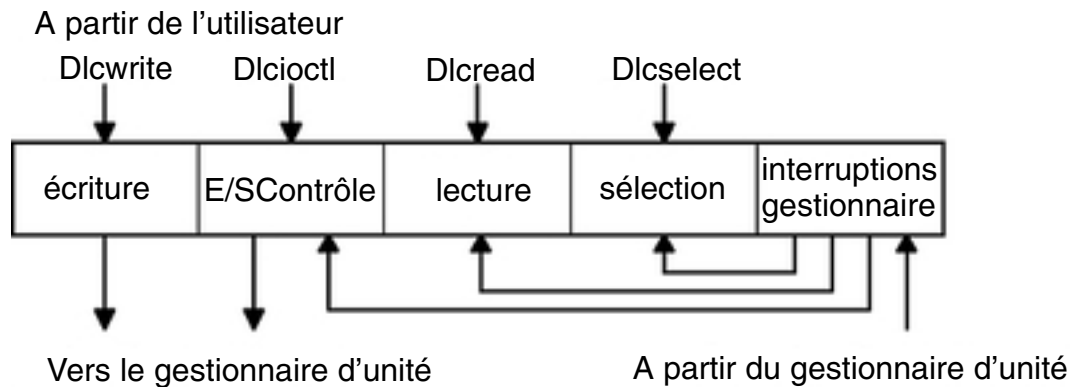 A partir de l'utilisateur
Dlcwrite Dlcioctl Dlcread Dlcselect
écriture E/SContrôle lecture sélection interruptions gestionnaire
Vers le gestionnaire d'unité A partir du gestionnaire d'unité